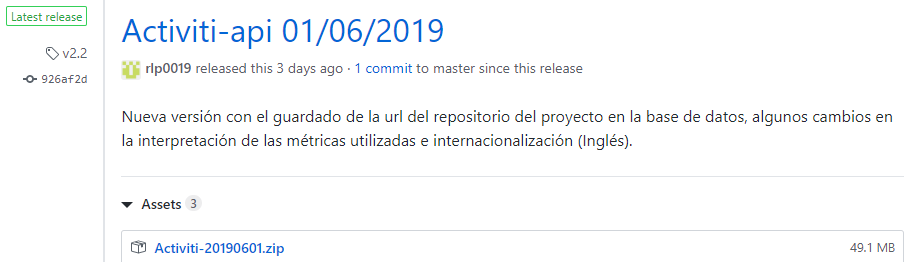 Latest release
v2.2
926af2d
Activiti-api 01/06/2019
rlp0019 released this 3 days ago · 1 commit to master since this release
Nueva versión con el guardado de la url del repositorio del proyecto en la base de datos, algunos cambios en
la interpretación de las métricas utilizadas e internacionalización (Inglés).
Assets 3
Activiti-20190601.zip 49.1 MB